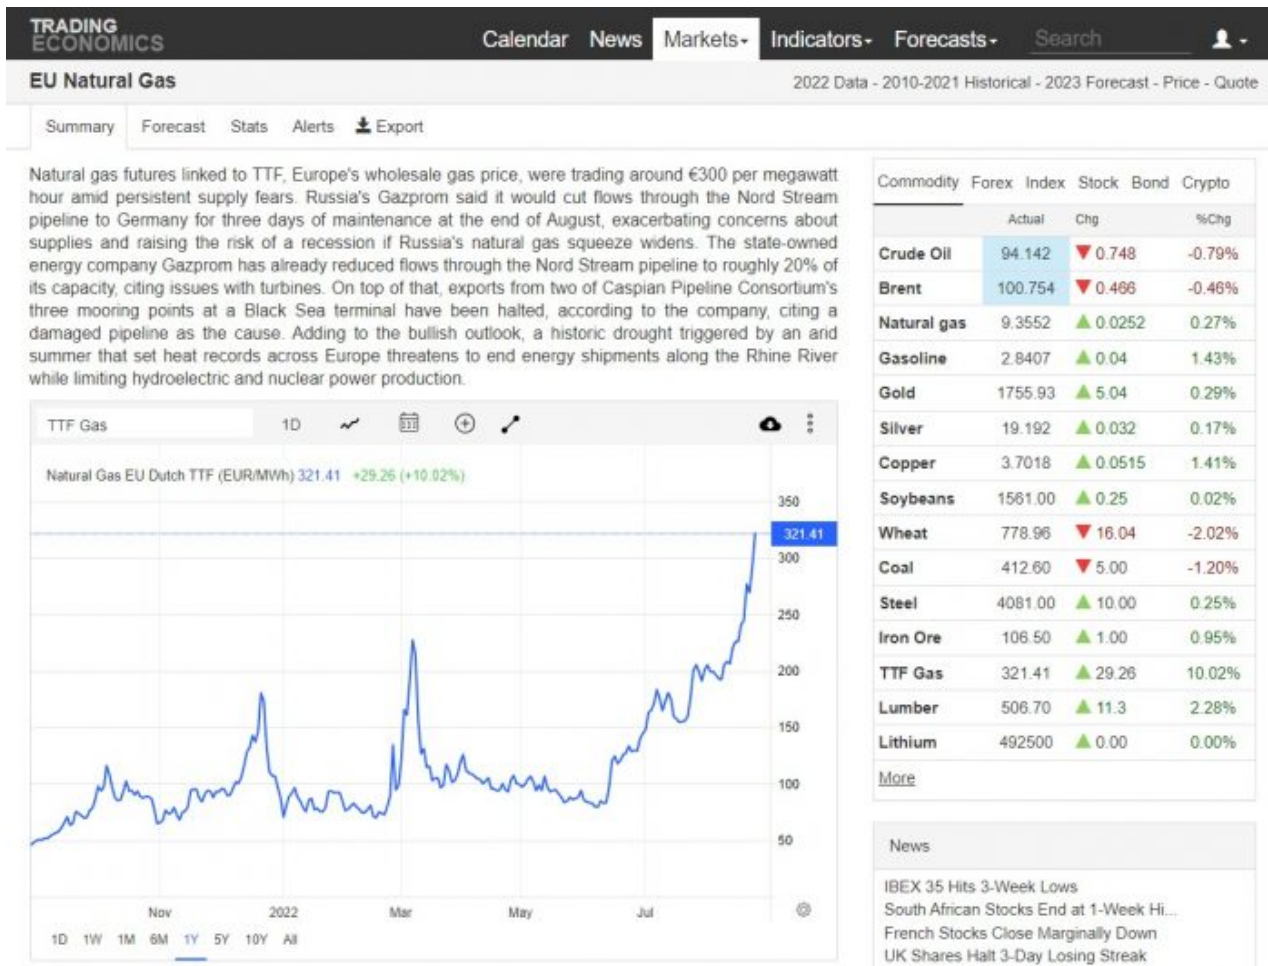 TRADING
ECONOMICS
Calendar News Markets Indicators Forecasts Search
EU Natural Gas
2022 Data - 2010-2021 Historical - 2023 Forecast - Price - Quote
Summary Forecast Stats Alerts Export
Natural gas futures linked to TTF, Europe's wholesale gas price, were trading around €300 per megawatt
hour amid persistent supply fears. Russia's Gazprom said it would cut flows through the Nord Stream
pipeline to Germany for three days of maintenance at the end of August, exacerbating concerns about
supplies and raising the risk of a recession if Russia's natural gas squeeze widens. The state-owned
energy company Gazprom has already reduced flows through the Nord Stream pipeline to roughly 20% of
its capacity, citing issues with turbines. On top of that, exports from two of Caspian Pipeline Consortium's
three mooring points at a Black Sea terminal have been halted, according to the company, citing a
damaged pipeline as the cause. Adding to the bullish outlook, a historic drought triggered by an arid
summer that set heat records across Europe threatens to end energy shipments along the Rhine River
while limiting hydroelectric and nuclear power production.
TTF Gas 1D
Natural Gas EU Dutch TTF (EUR/MWh) 321.41 +29.26 (+10.02%)
350
321.41
300
250
200
150
100
50
Nov 2022 Mar May Jul
1D 1W 1M 6M 1Y 5Y 10Y All
Commodity Forex Index Stock Bond Crypto
Actual Chg %Chg
Crude Oil 94.142 0.748 -0.79%
Brent 100.754 0.466 -0.46%
Natural gas 9.3552 0.0252 0.27%
Gasoline 2.8407 0.04 1.43%
Gold 1755.93 5.04 0.29%
Silver 19.192 0.032 0.17%
Copper 3.7018 0.0515 1.41%
Soybeans 1561.00 0.25 0.02%
Wheat 778.96 16.04 -2.02%
Coal 412.60 5.00 -1.20%
Steel 4081.00 10.00 0.25%
Iron Ore 106.50 1.00 0.95%
TTF Gas 321.41 29.26 10.02%
Lumber 506.70 11.3 2.28%
Lithium 492500 0.00 0.00%
More
News
IBEX 35 Hits 3-Week Lows
South African Stocks End at 1-Week Hi...
French Stocks Close Marginally Down
UK Shares Halt 3-Day Losing Streak